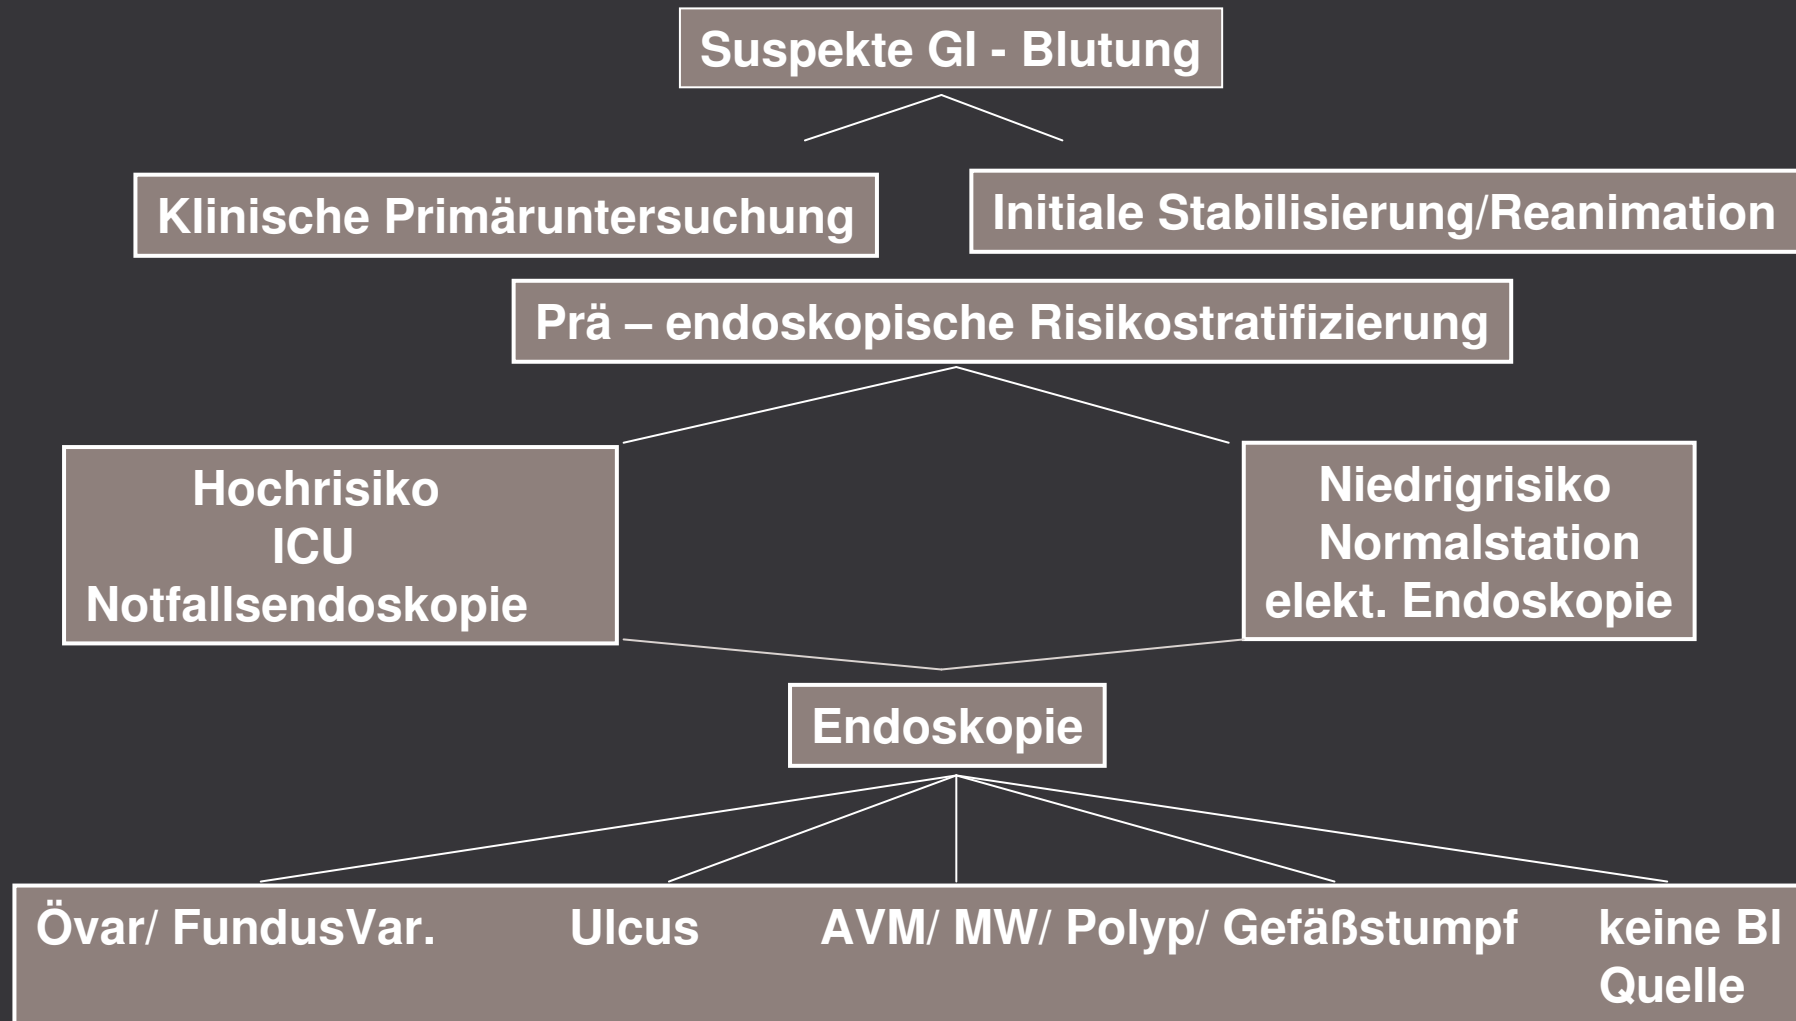 Suspekte GI - Blutung
Klinische Primäruntersuchung
Initiale Stabilisierung/Reanimation
Prä – endoskopische Risikostratifizierung
Hochrisiko
ICU
Notfallsendoskopie
Niedrigrisiko
Normalstation
elekt. Endoskopie
Endoskopie
Övar/ FundusVar.
Ulcus
AVM/ MW/ Polyp/ Gefäßstumpf
keine Bl
Quelle